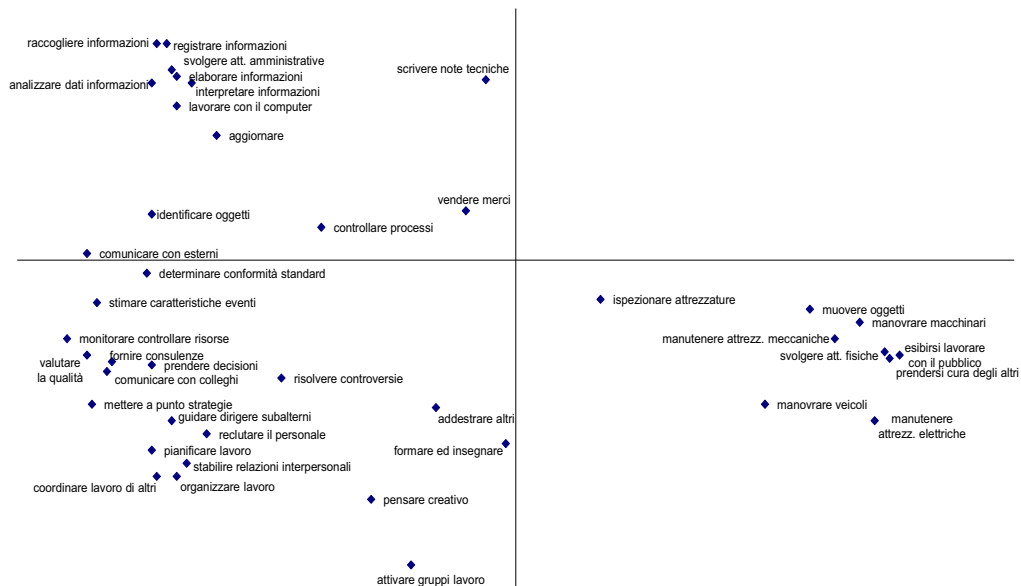 raccogliere informazioni
registrare informazioni
svolgere att. amministrative
analizzare dati informazioni
elaborare informazioni
interpretare informazioni
lavorare con il computer
aggiornare
scrivere note tecniche
vendere merci
identificare oggetti
controllare processi
comunicare con esterni
determinare conformità standard
stimare caratteristiche eventi
monitorare controllare risorse
fornire consulenze
valutare
la qualità
prendere decisioni
comunicare con colleghi
risolvere controversie
mettere a punto strategie
guidare dirigere subalterni
reclutare il personale
pianificare lavoro
stabilire relazioni interpersonali
coordinare lavoro di altri
organizzare lavoro
addestrare altri
formare ed insegnare
pensare creativo
attivare gruppi lavoro
ispezionare attrezzature
muovere oggetti
manovrare macchinari
manutenere attrezz. meccaniche
svolgere att. fisiche
esibirsi lavorare
con il pubblico
prendersi cura degli altri
manovrare veicoli
manutenere
attrezz. elettriche